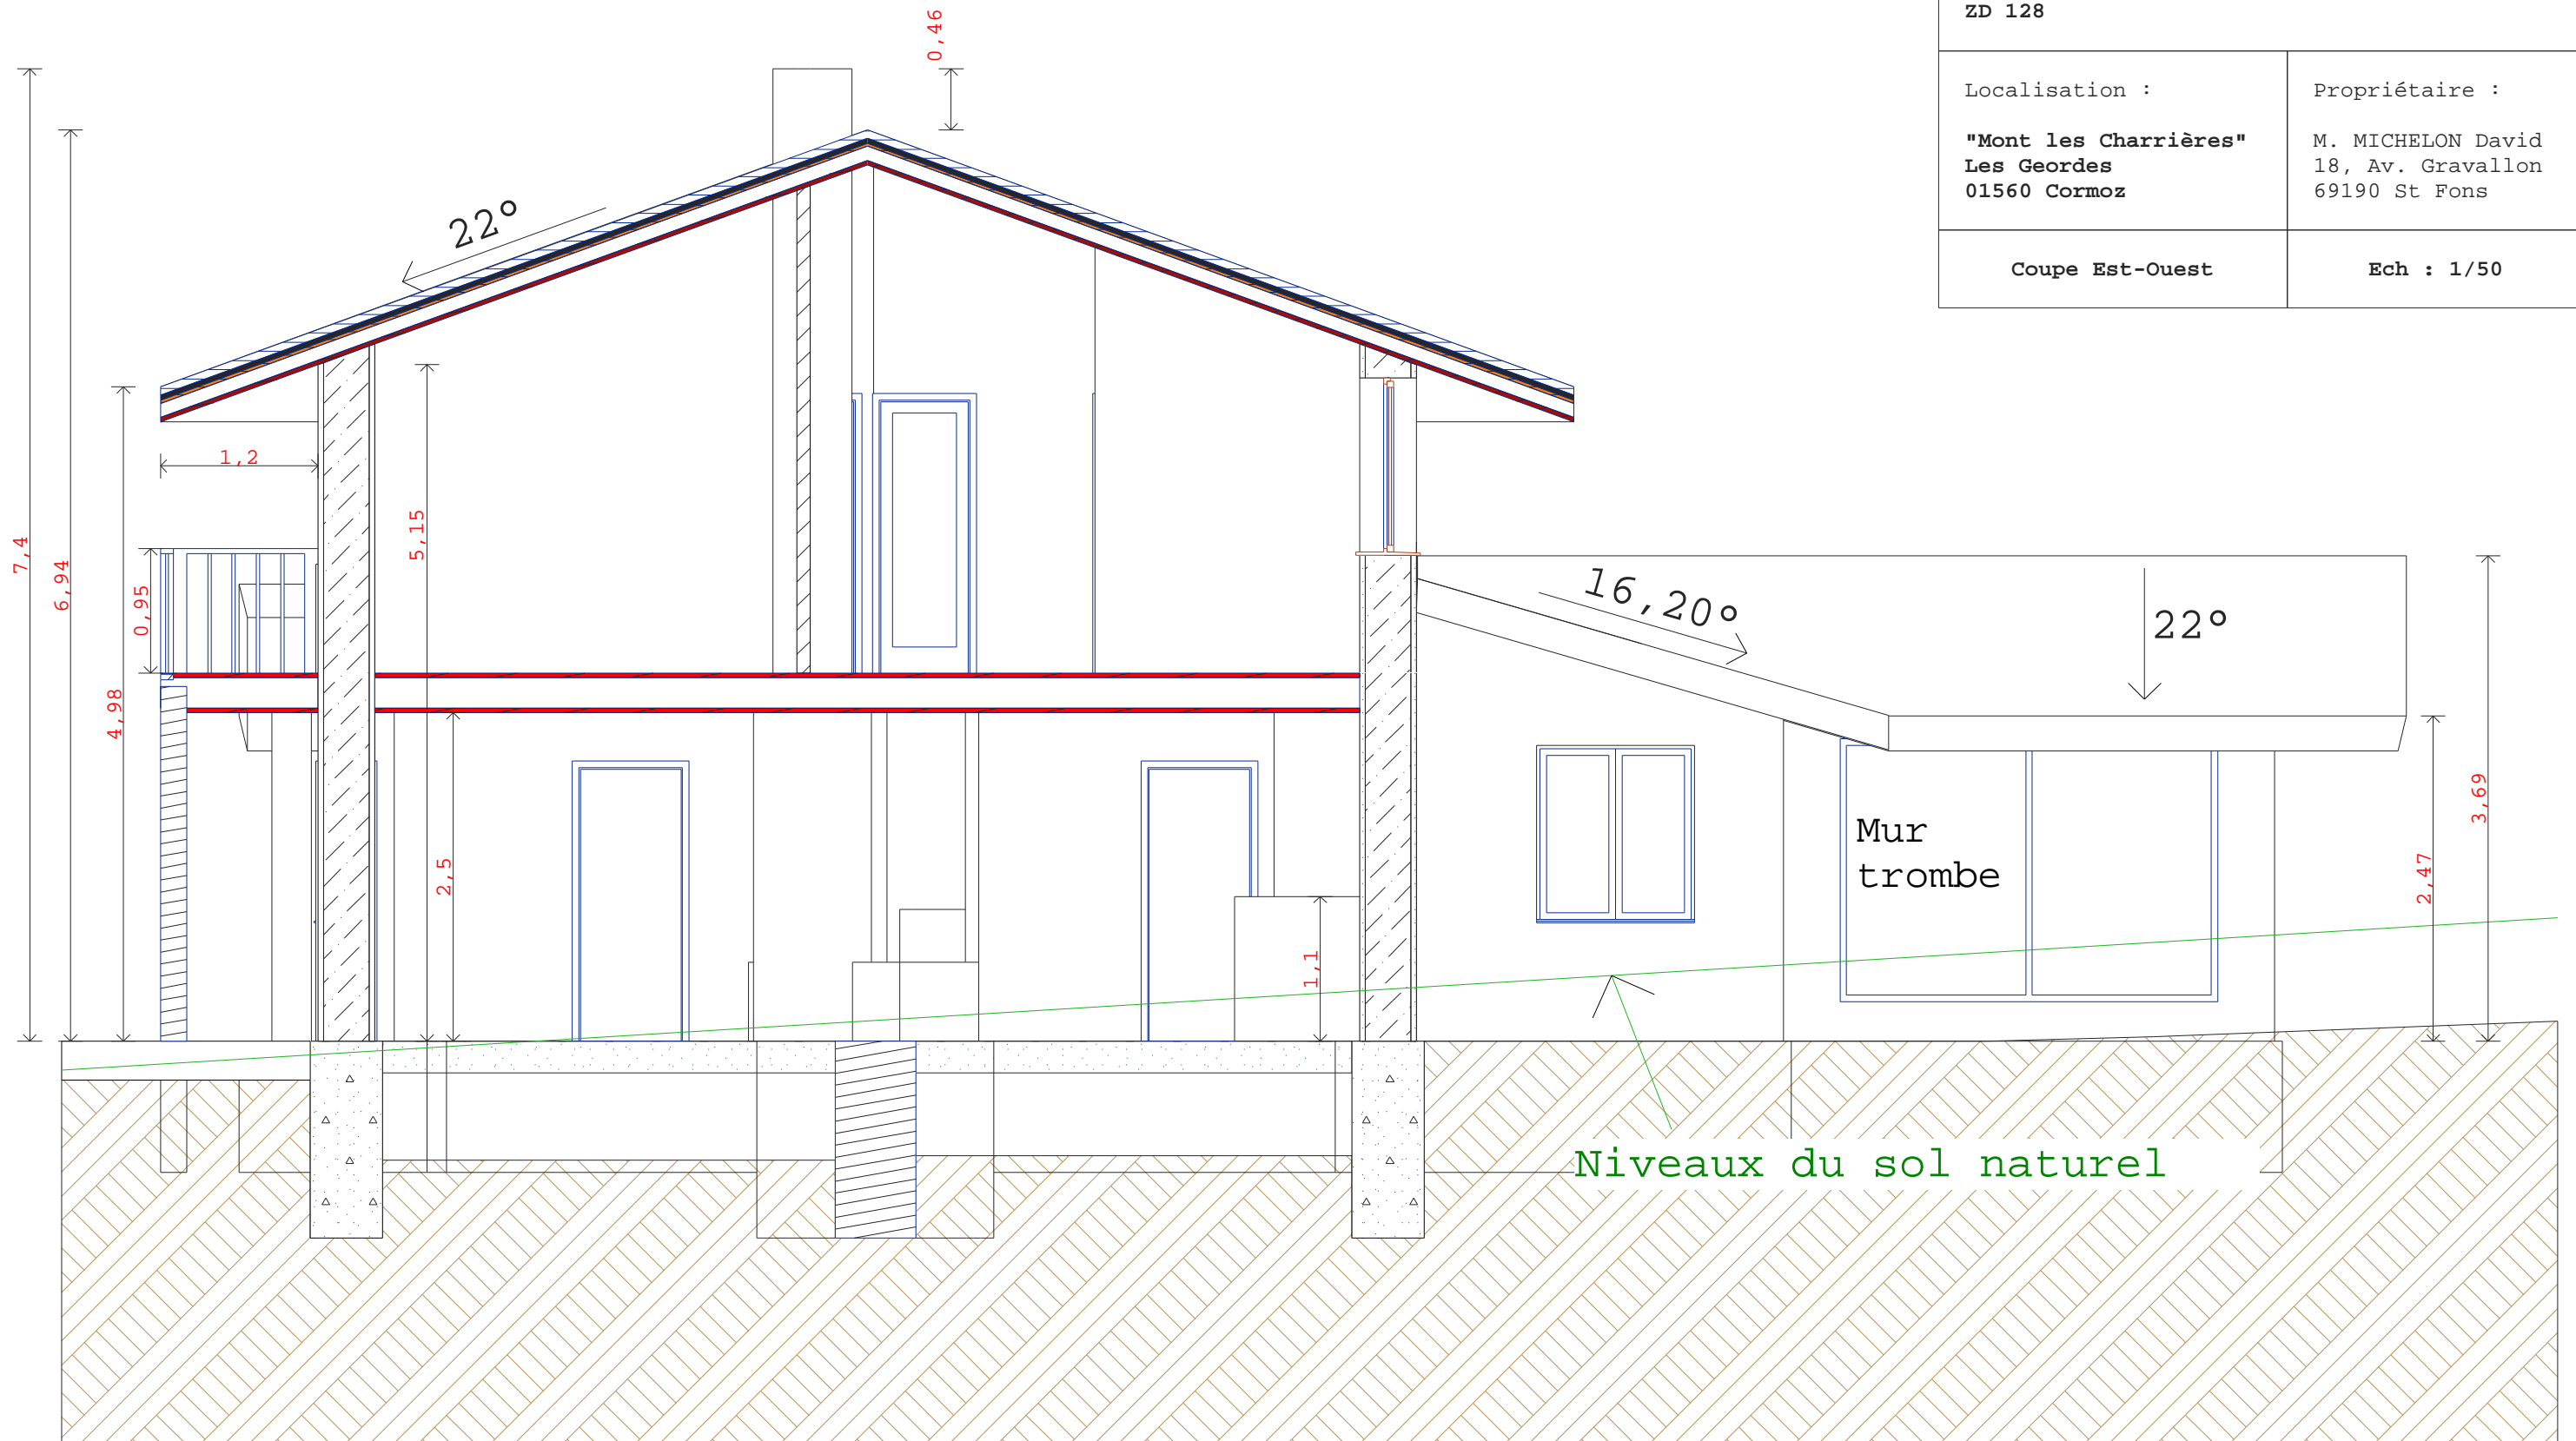 ZD 128
Localisation :
"Mont les Charrières"
Les Geordes
01560 Cormoz
Propriétaire :
M. MICHELON David
18, Av. Gravallon
69190 St Fons
Coupe Est-Ouest
Ech : 1/50
0,46
22°
7,4
6,94
4,98
1,2
0,95
5,15
2,5
1,1
16,20°
22°
Mur
trombe
3,69
2,47
Niveaux du sol naturel